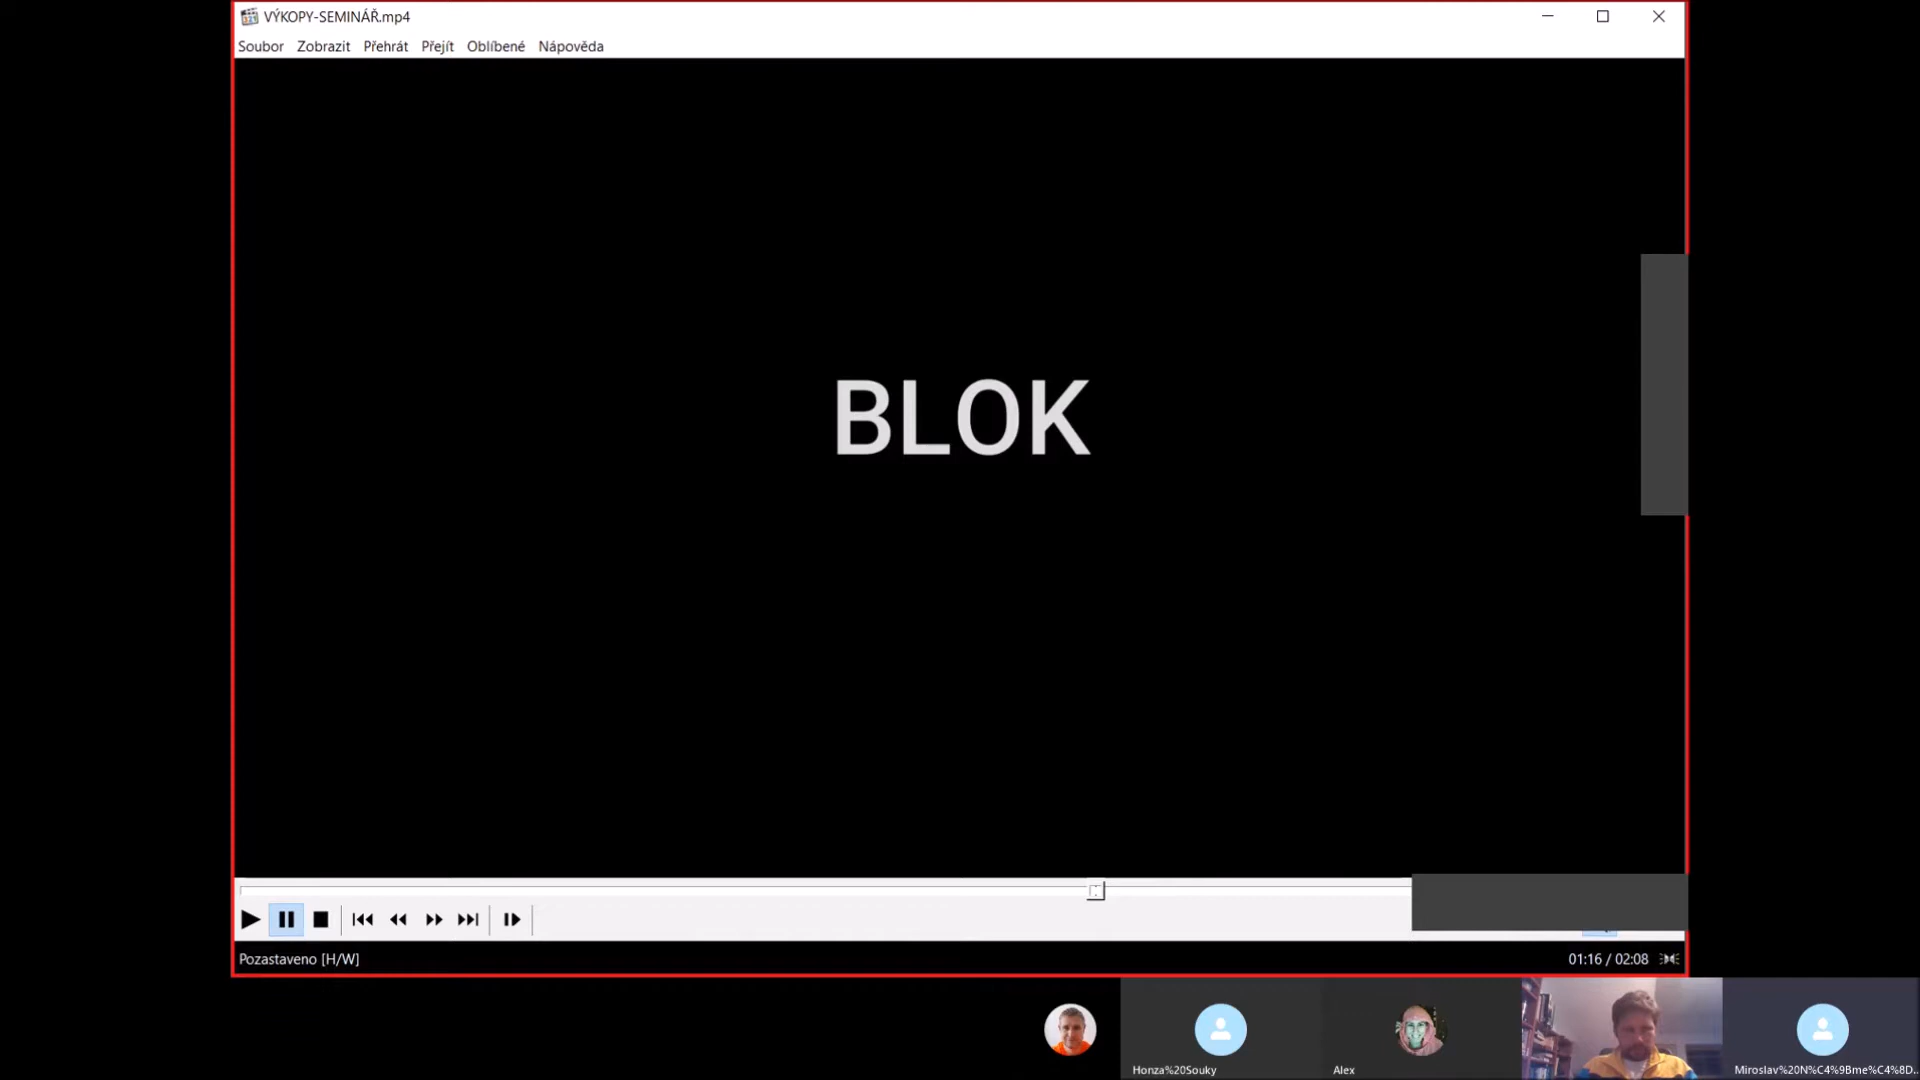 VÝKOPY-SEMINÁŘ.mp4
Soubor Zobrazit Přehrát Přejít Oblíbené Nápověda
BLOK
Pozastaveno [H/W]
01:16 / 02:08
Honza%20Souky
Alex
Miroslav%20N%C4%9Bme%C4%8D...